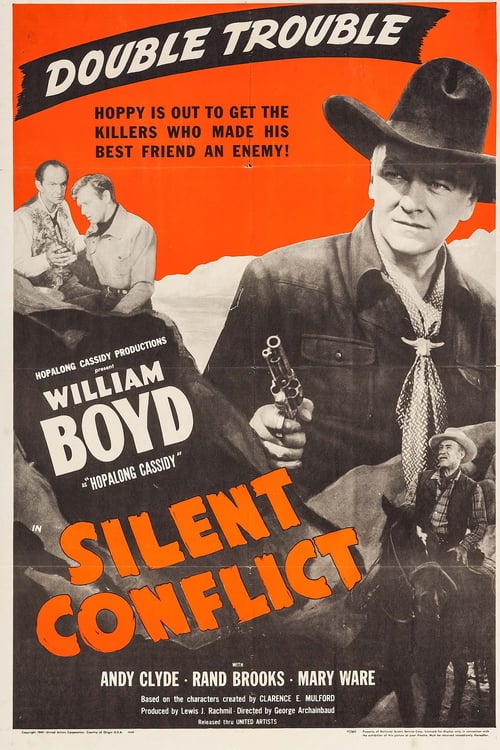 DOUBLE TROUBLE
HOPPY IS OUT TO GET THE
KILLERS WHO MADE HIS
BEST FRIEND AN ENEMY!
HOPALONG CASSIDY PRODUCTIONS
present
WILLIAM
BOYD
as "HOPALONG CASSIDY"
IN
SILENT
CONFLICT
WITH
ANDY CLYDE · RAND BROOKS · MARY WARE
Based on the characters created by CLARENCE E. MULFORD
Produced by Lewis J. Rachmil · Directed by George Archainbaud
Released thru UNITED ARTISTS